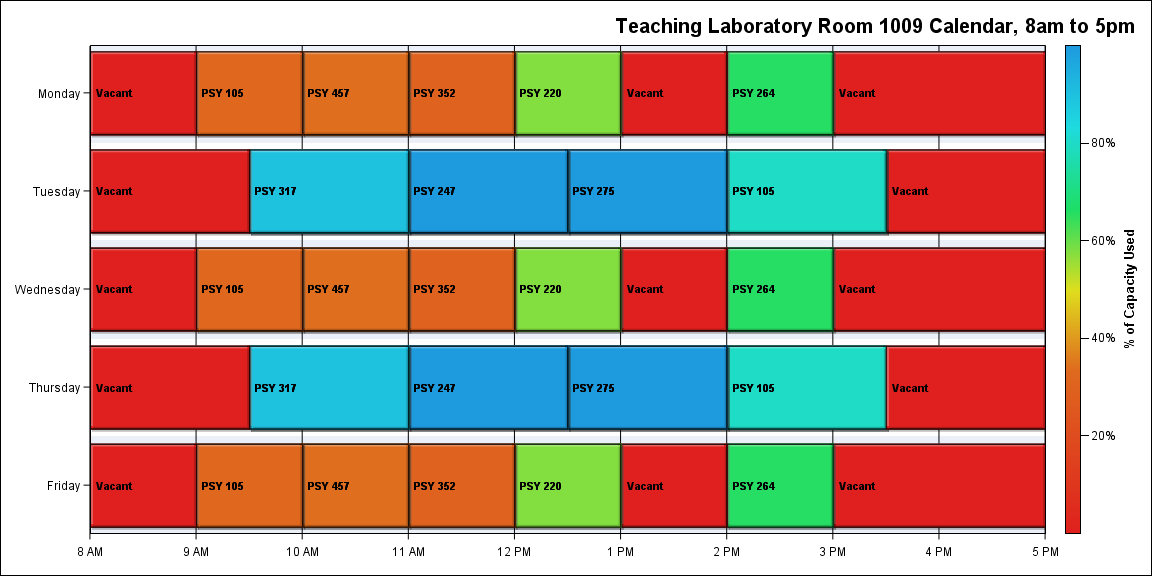 Teaching Laboratory Room 1009 Calendar, 8am to 5pm
Monday
Vacant
PSY 105
PSY 457
PSY 352
PSY 220
Vacant
PSY 264
Vacant
Tuesday
Vacant
PSY 317
PSY 247
PSY 275
PSY 105
Vacant
Wednesday
Vacant
PSY 105
PSY 457
PSY 352
PSY 220
Vacant
PSY 264
Vacant
Thursday
Vacant
PSY 317
PSY 247
PSY 275
PSY 105
Vacant
Friday
Vacant
PSY 105
PSY 457
PSY 352
PSY 220
Vacant
PSY 264
Vacant
8 AM
9 AM
10 AM
11 AM
12 PM
1 PM
2 PM
3 PM
4 PM
5 PM
80%
60%
40%
20%
% of Capacity Used